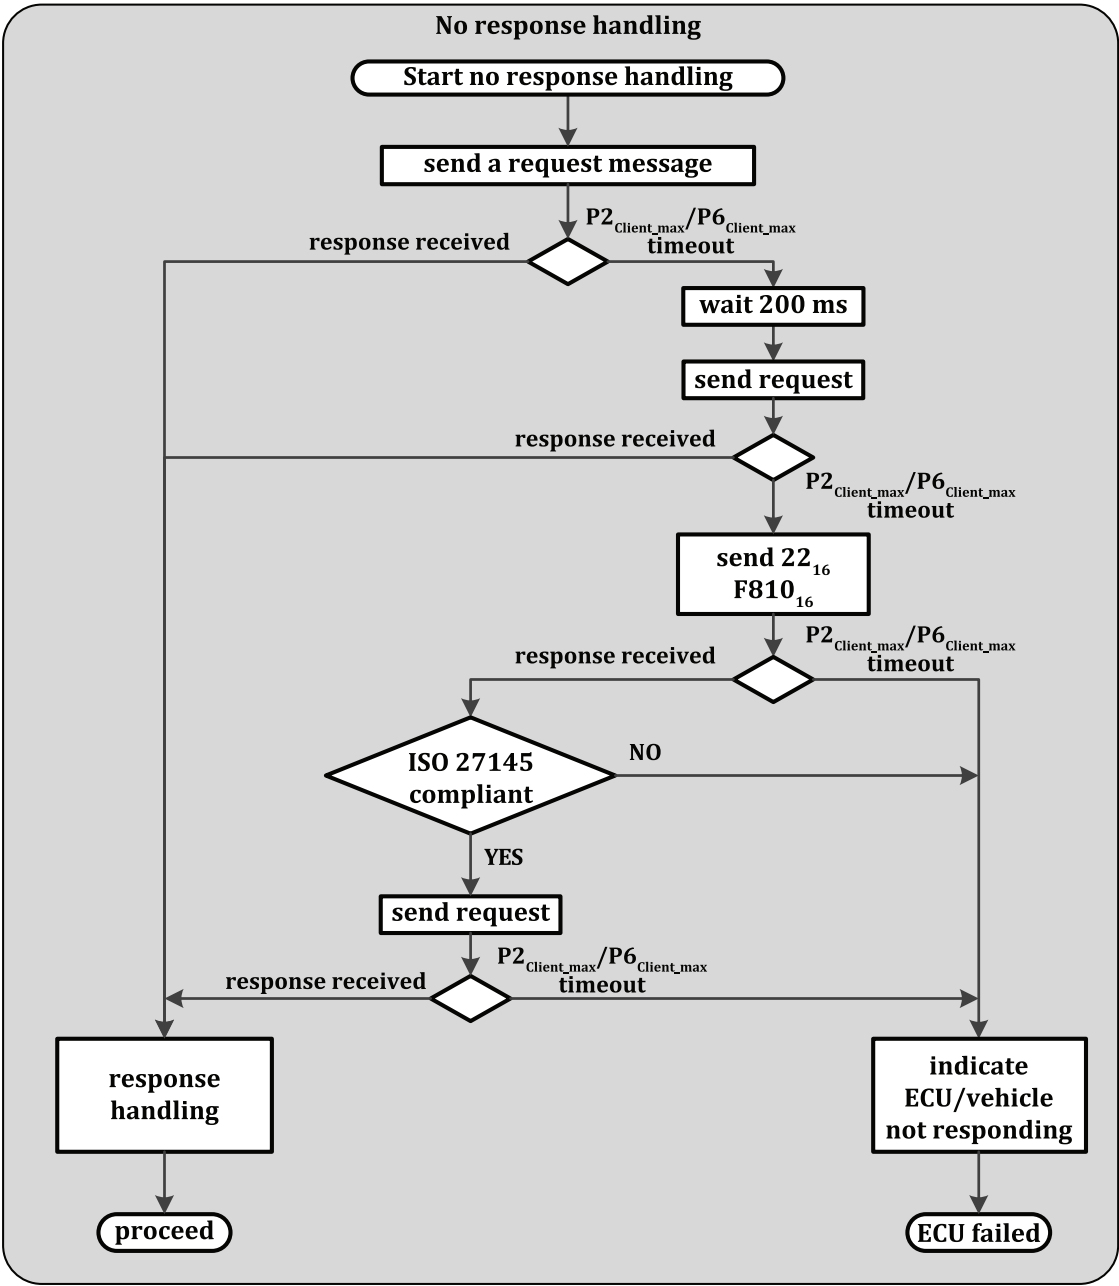 No response handling
Start no response handling
send a request message
P2Client_max/P6Client_max
timeout
response received
wait 200 ms
send request
response received
P2Client_max/P6Client_max
timeout
send 2216
F81016
P2Client_max/P6Client_max
timeout
response received
ISO 27145
compliant
NO
YES
send request
P2Client_max/P6Client_max
timeout
response received
response
handling
indicate
ECU/vehicle
not responding
proceed
ECU failed